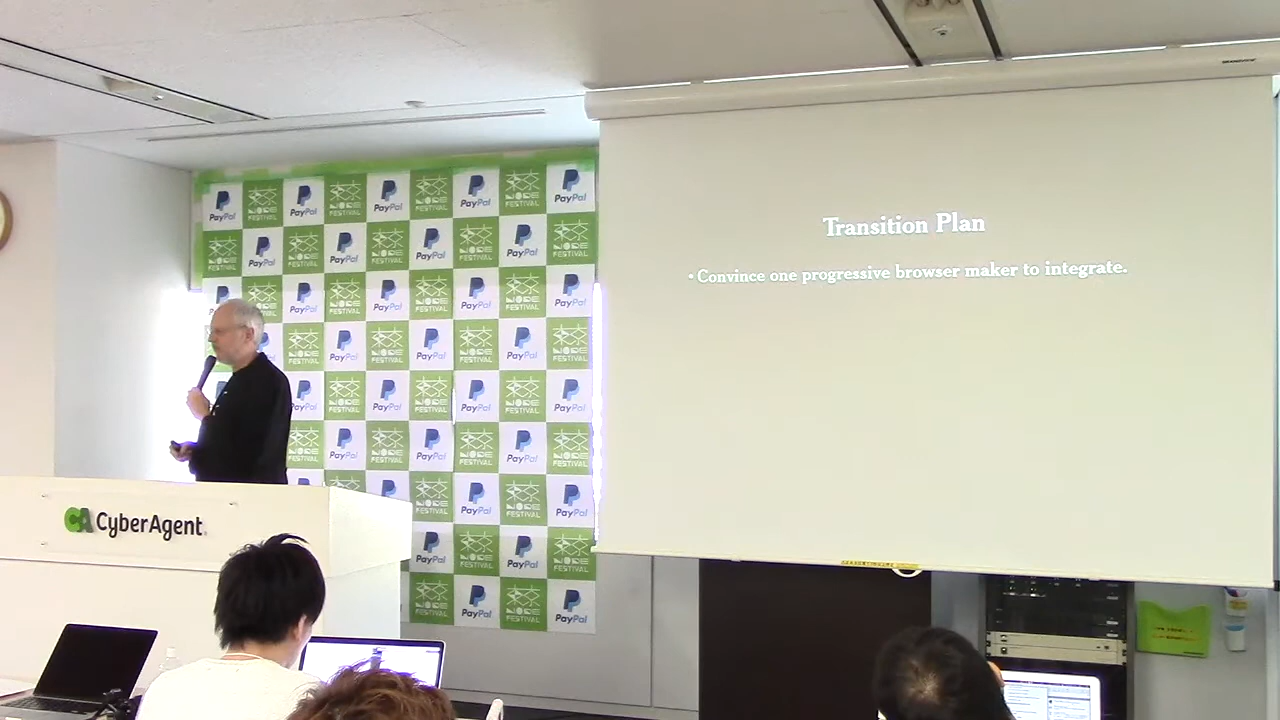 Transition Plan
• Convince one progressive browser maker to integrate.
PayPal
NODE
FESTIVAL
CyberAgent